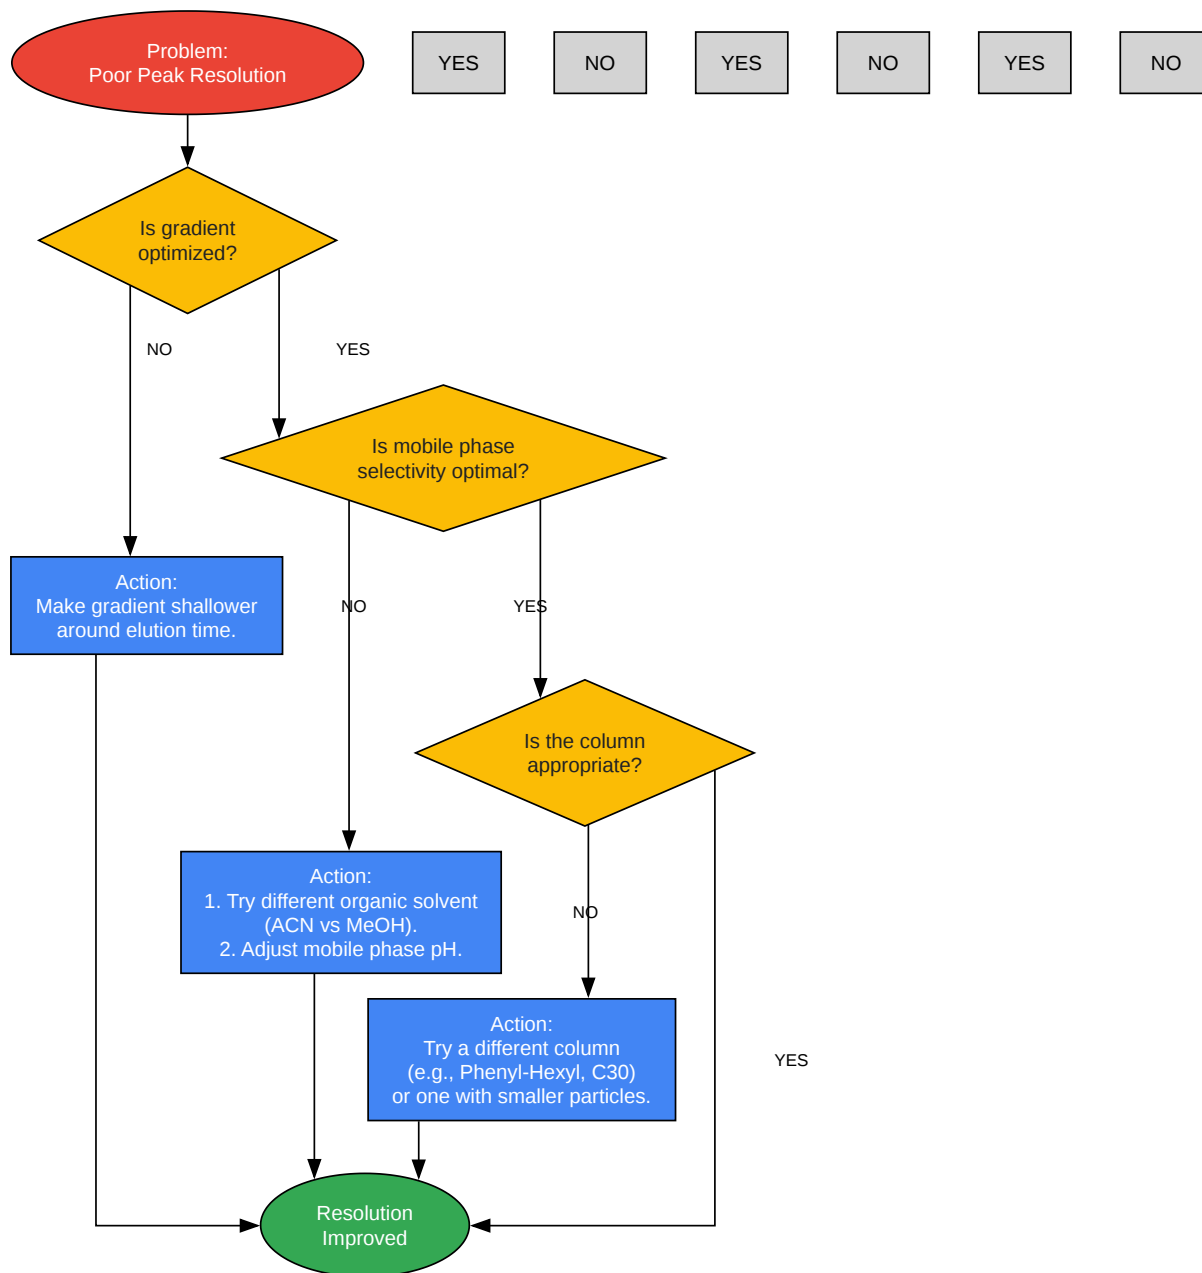 Problem:
Poor Peak Resolution
YES
NO
YES
NO
YES
NO
Is gradient
optimized?
NO
YES
Is mobile phase
selectivity optimal?
Action:
Make gradient shallower
around elution time.
NO
YES
Is the column
appropriate?
Action:
1. Try different organic solvent
(ACN vs MeOH).
2. Adjust mobile phase pH.
NO
Action:
Try a different column
(e.g., Phenyl-Hexyl, C30)
or one with smaller particles.
YES
Resolution
Improved